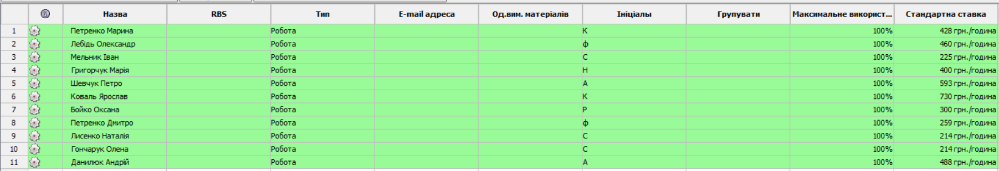 Назва RBS Тип E-mail адреса Од.вим. матеріалів Ініціалы Групувати Максимальне використ... Стандартна ставка
1 Петренко Марина Робота К 100% 428 грн./година
2 Лебідь Олександр Робота ф 100% 460 грн./година
3 Мельник Іван Робота С 100% 225 грн./година
4 Григорчук Марія Робота Н 100% 400 грн./година
5 Шевчук Петро Робота А 100% 593 грн./година
6 Коваль Ярослав Робота К 100% 730 грн./година
7 Бойко Оксана Робота Р 100% 300 грн./година
8 Петренко Дмитро Робота ф 100% 259 грн./година
9 Лисенко Наталія Робота С 100% 214 грн./година
10 Гончарук Олена Робота С 100% 214 грн./година
11 Данилюк Андрій Робота А 100% 488 грн./година